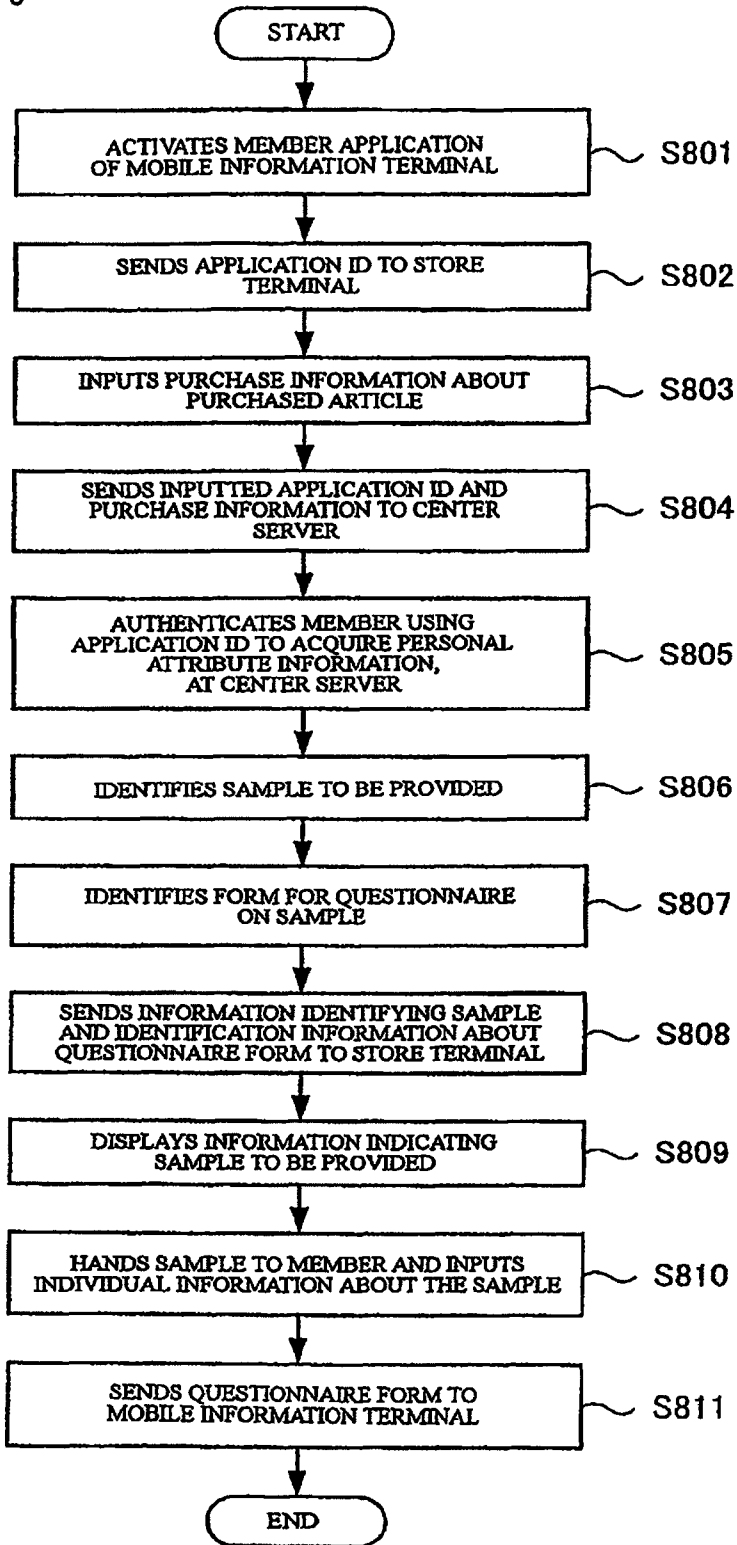 START
ACTIVATES MEMBER APPLICATION
OF MOBILE INFORMATION TERMINAL
S801
SENDS APPLICATION ID TO STORE
TERMINAL
S802
INPUTS PURCHASE INFORMATION ABOUT
PURCHASED ARTICLE
S803
SENDS INPUTTED APPLICATION ID AND
PURCHASE INFORMATION TO CENTER
SERVER
S804
AUTHENTICATES MEMBER USING
APPLICATION ID TO ACQUIRE PERSONAL
ATTRIBUTE INFORMATION,
AT CENTER SERVER
S805
IDENTIFIES SAMPLE TO BE PROVIDED
S806
IDENTIFIES FORM FOR QUESTIONNAIRE
ON SAMPLE
S807
SENDS INFORMATION IDENTIFYING SAMPLE
AND IDENTIFICATION INFORMATION ABOUT
QUESTIONNAIRE FORM TO STORE TERMINAL
S808
DISPLAYS INFORMATION INDICATING
SAMPLE TO BE PROVIDED
S809
HANDS SAMPLE TO MEMBER AND INPUTS
INDIVIDUAL INFORMATION ABOUT THE SAMPLE
S810
SENDS QUESTIONNAIRE FORM TO
MOBILE INFORMATION TERMINAL
S811
END